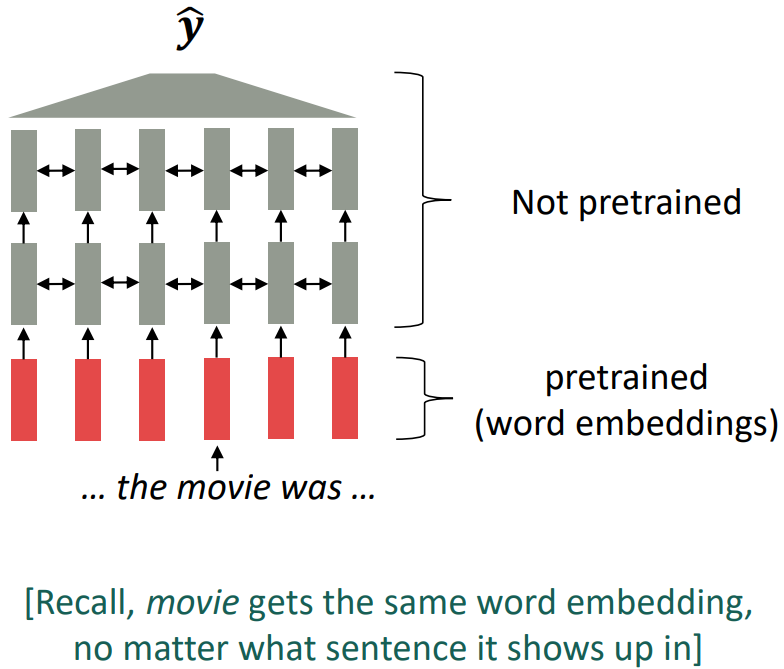 ŷ
Not pretrained
pretrained
(word embeddings)
... the movie was ...
[Recall, movie gets the same word embedding,
no matter what sentence it shows up in]